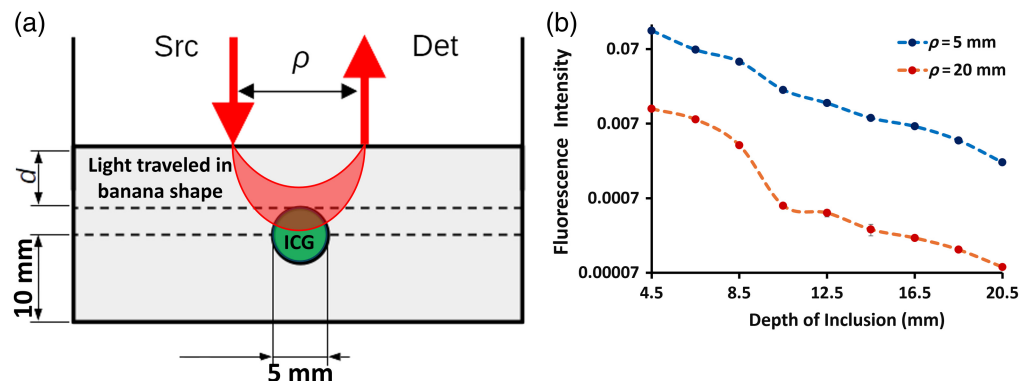 (a)
Src
ρ
Det
Light traveled in
banana shape
d
ICG
10 mm
5 mm
(b)
Fluorescence Intensity
0.07
0.007
0.0007
0.00007
ρ = 5 mm
ρ = 20 mm
4.5
8.5
12.5
16.5
20.5
Depth of Inclusion (mm)